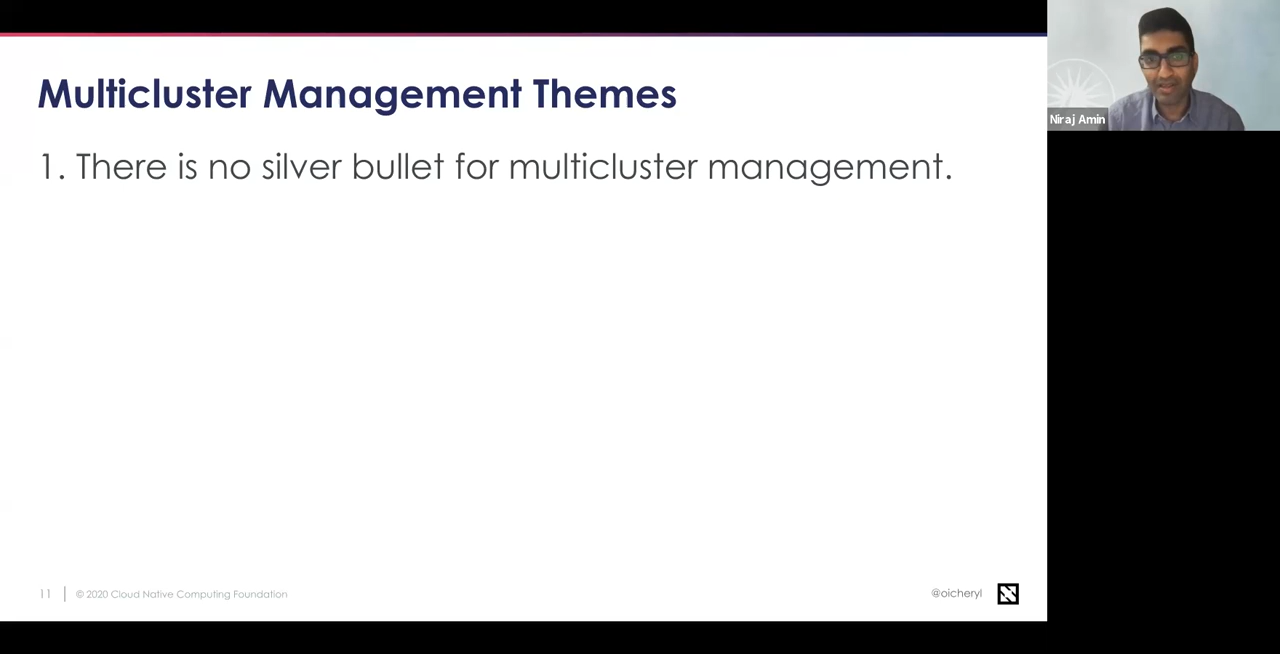 Multicluster Management Themes
1. There is no silver bullet for multicluster management.
Niraj Amin
11 | © 2020 Cloud Native Computing Foundation
@oicheryl